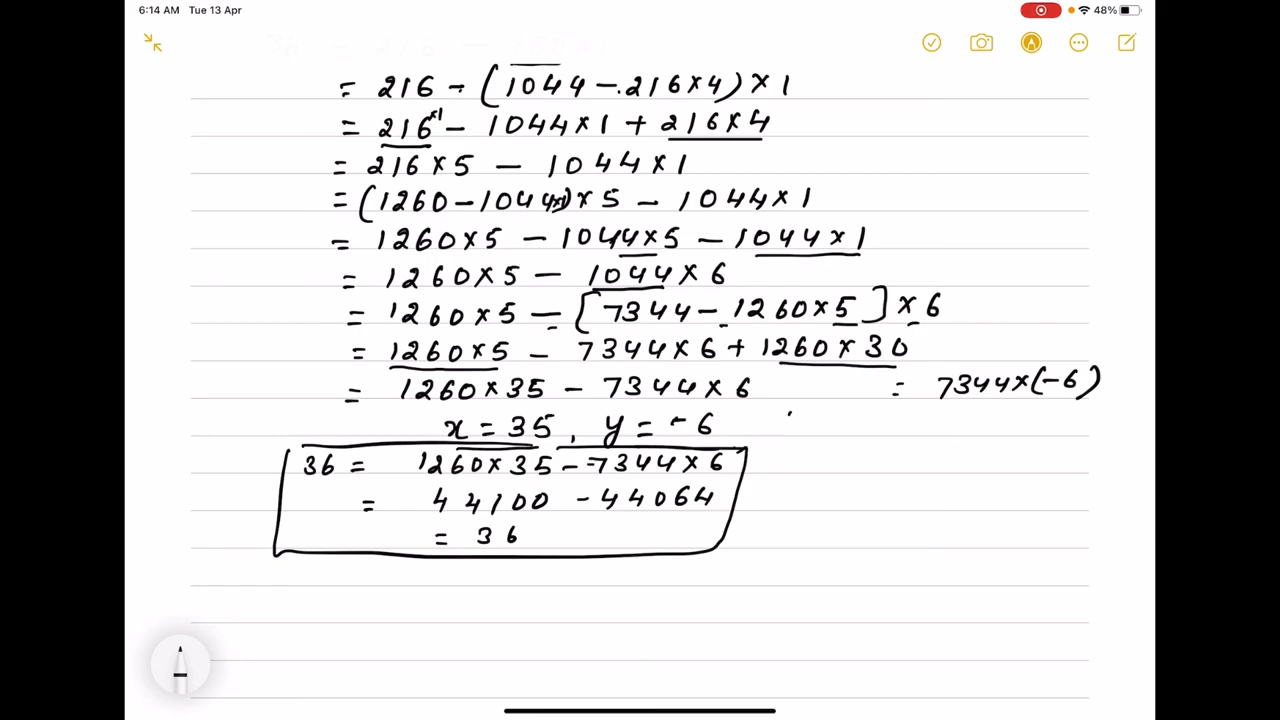 6:14 AM Tue 13 Apr
48%
= 216 - (1044 - 216 × 4) × 1
= 216×1 - 1044 × 1 + 216 × 4
= 216 × 5 - 1044 × 1
= (1260 - 1044×1) × 5 - 1044 × 1
= 1260 × 5 - 1044 × 5 - 1044 × 1
= 1260 × 5 - 1044 × 6
= 1260 × 5 - [7344 - 1260 × 5] × 6
= 1260 × 5 - 7344 × 6 + 1260 × 30
= 1260 × 35 - 7344 × 6 = 7344 × (-6)
x = 35, y = -6
36 = 1260 × 35 - 7344 × 6
= 44100 - 44064
= 36